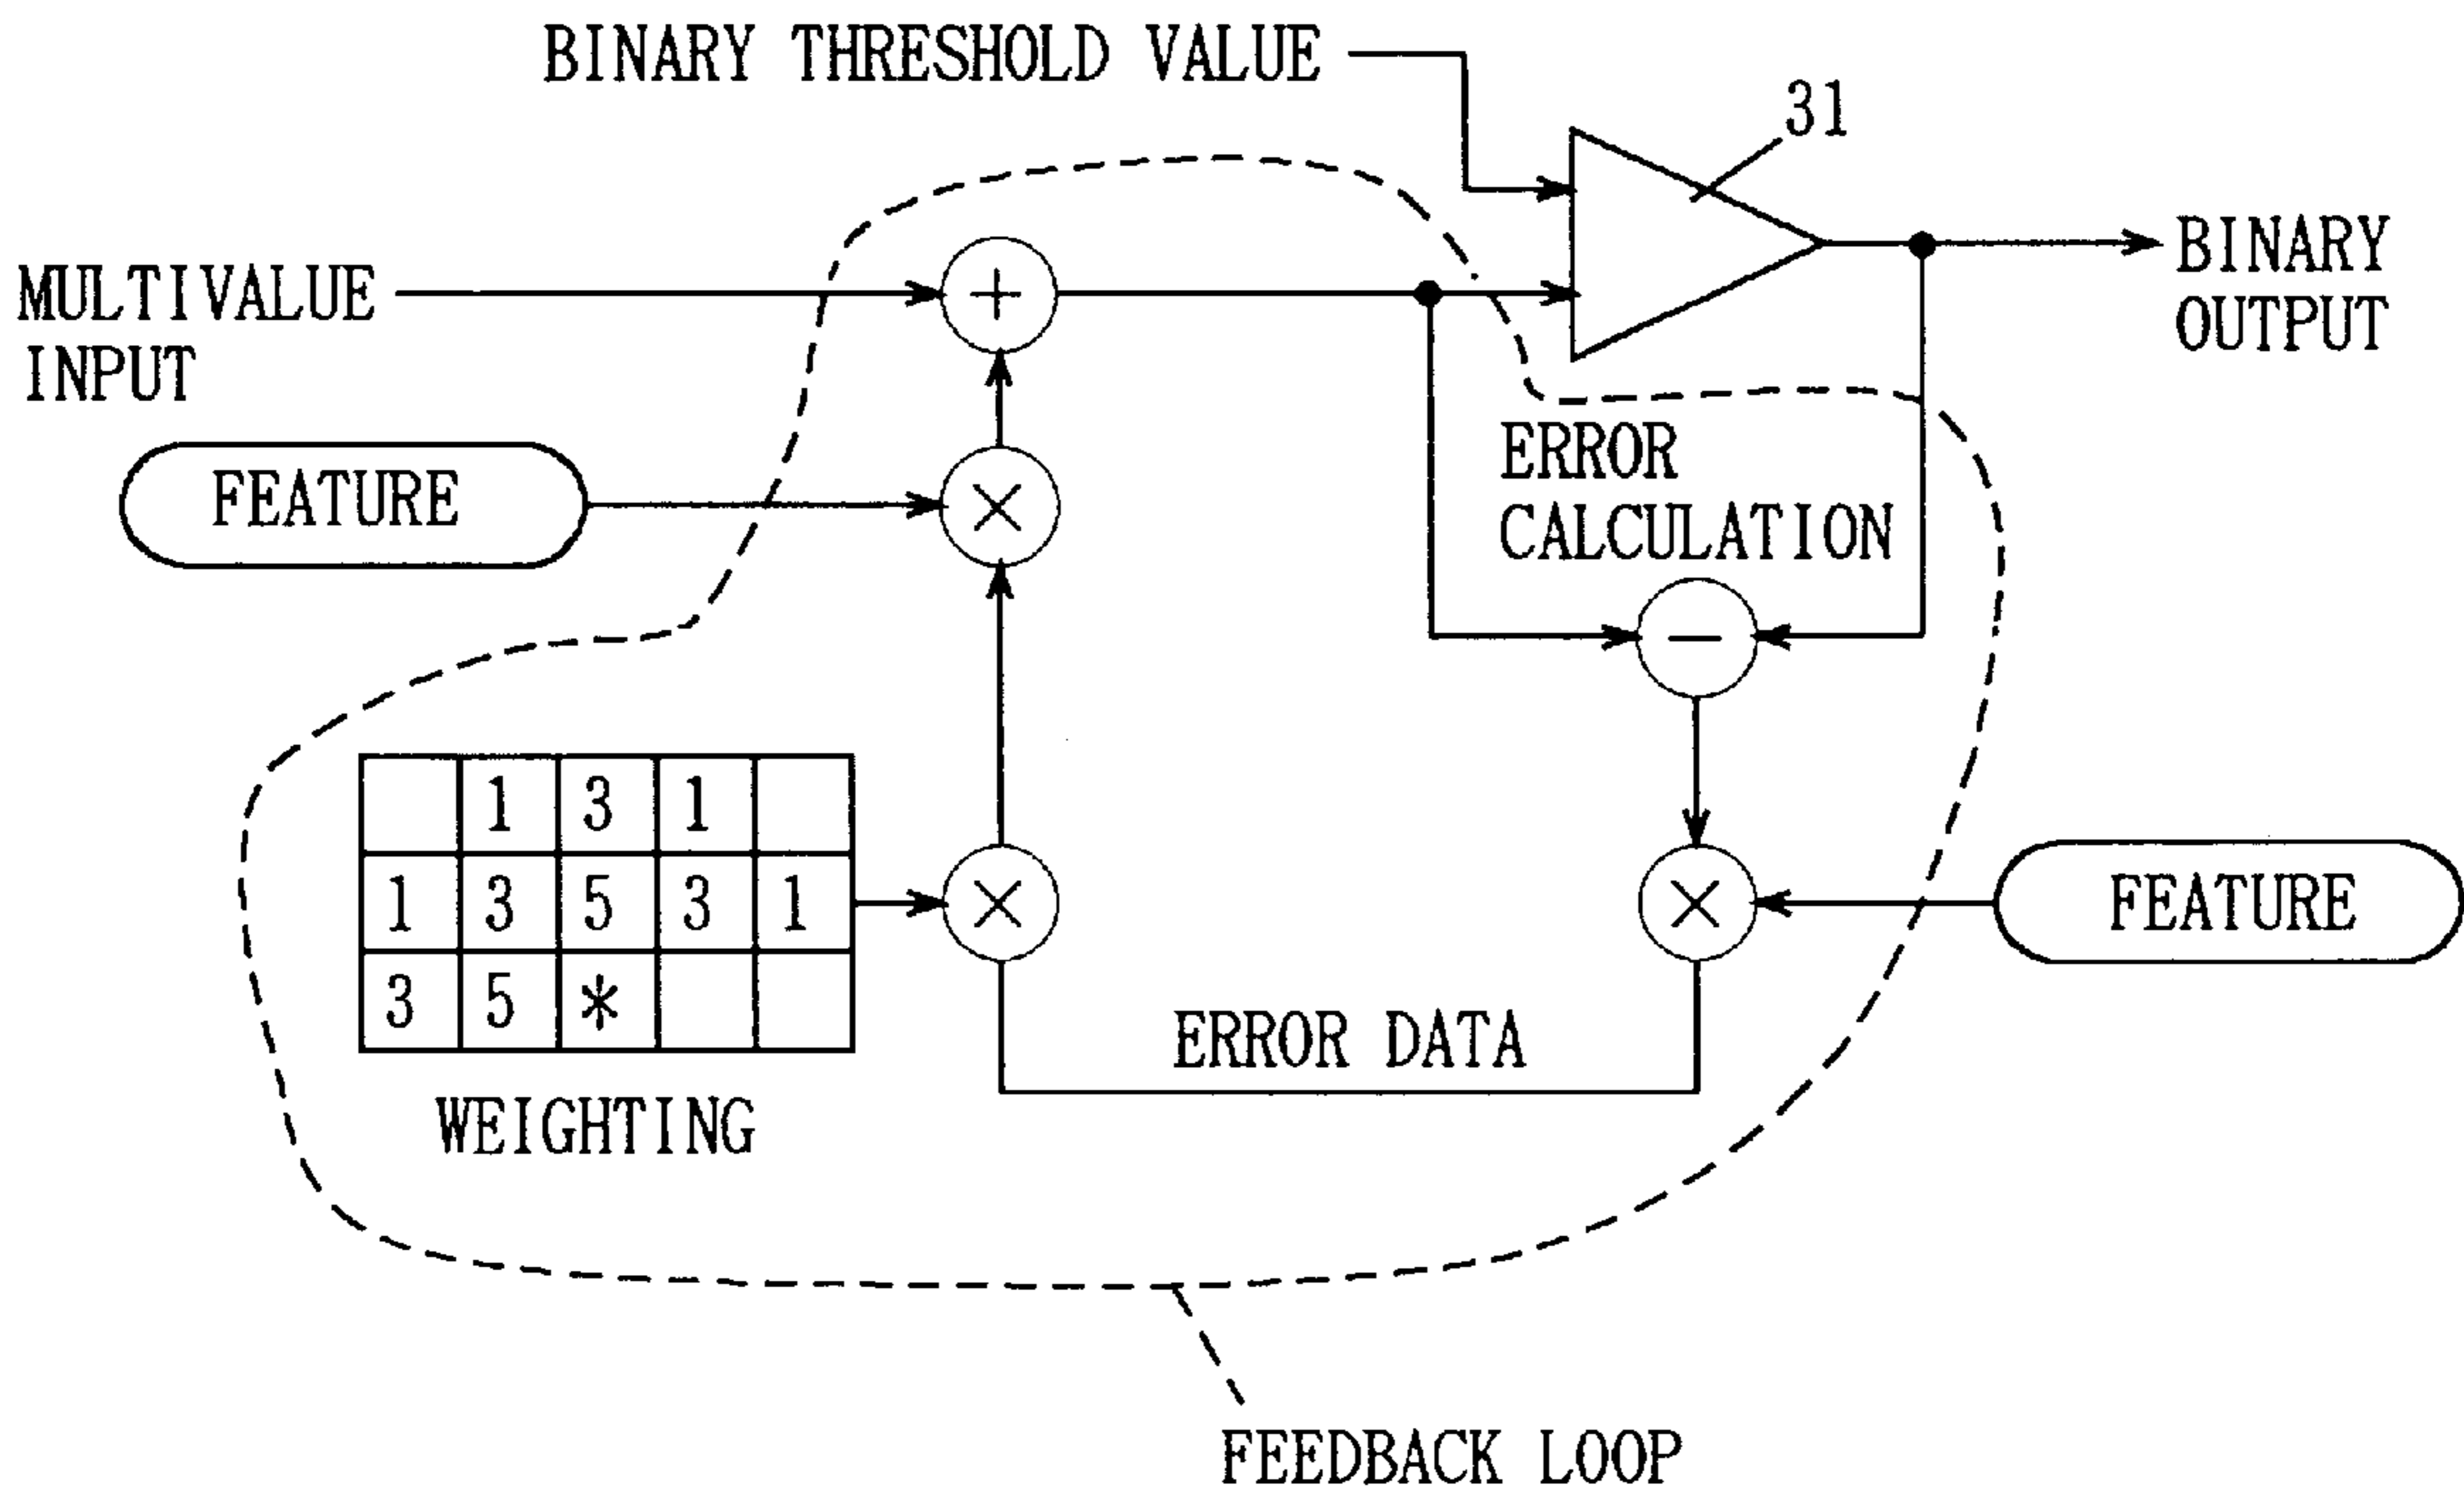 BINARY THRESHOLD VALUE
31
MULTIVALUE
INPUT
+
BINARY
OUTPUT
FEATURE
×
ERROR
CALCULATION
−
1 3 1
1 3 5 3 1
3 5 *
×
×
FEATURE
ERROR DATA
WEIGHTING
FEEDBACK LOOP